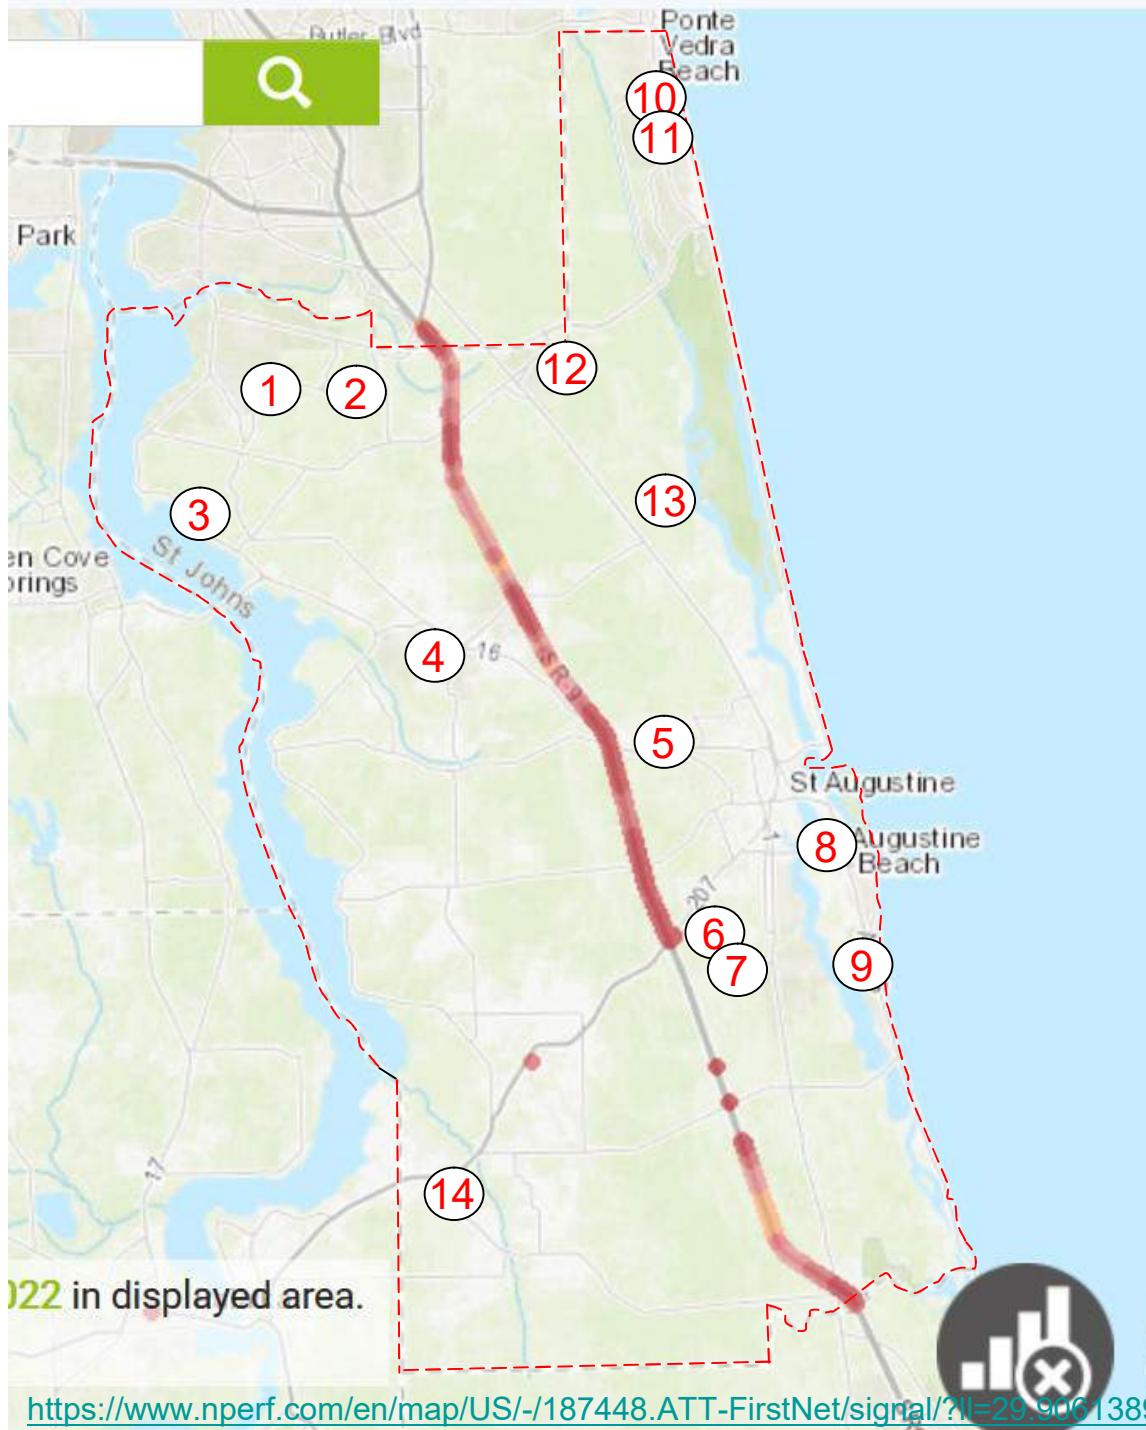 Ponte
Vedra
Beach
Butler Blvd
10
11
Park
12
1
2
13
3
en Cove
prings
St Johns
4
16
SR 9
5
St Augustine
1
8
Augustine
Beach
207
6
7
9
17
14
022 in displayed area.
https://www.nperf.com/en/map/US/-/187448.ATT-FirstNet/signal/?ll=29.9061389